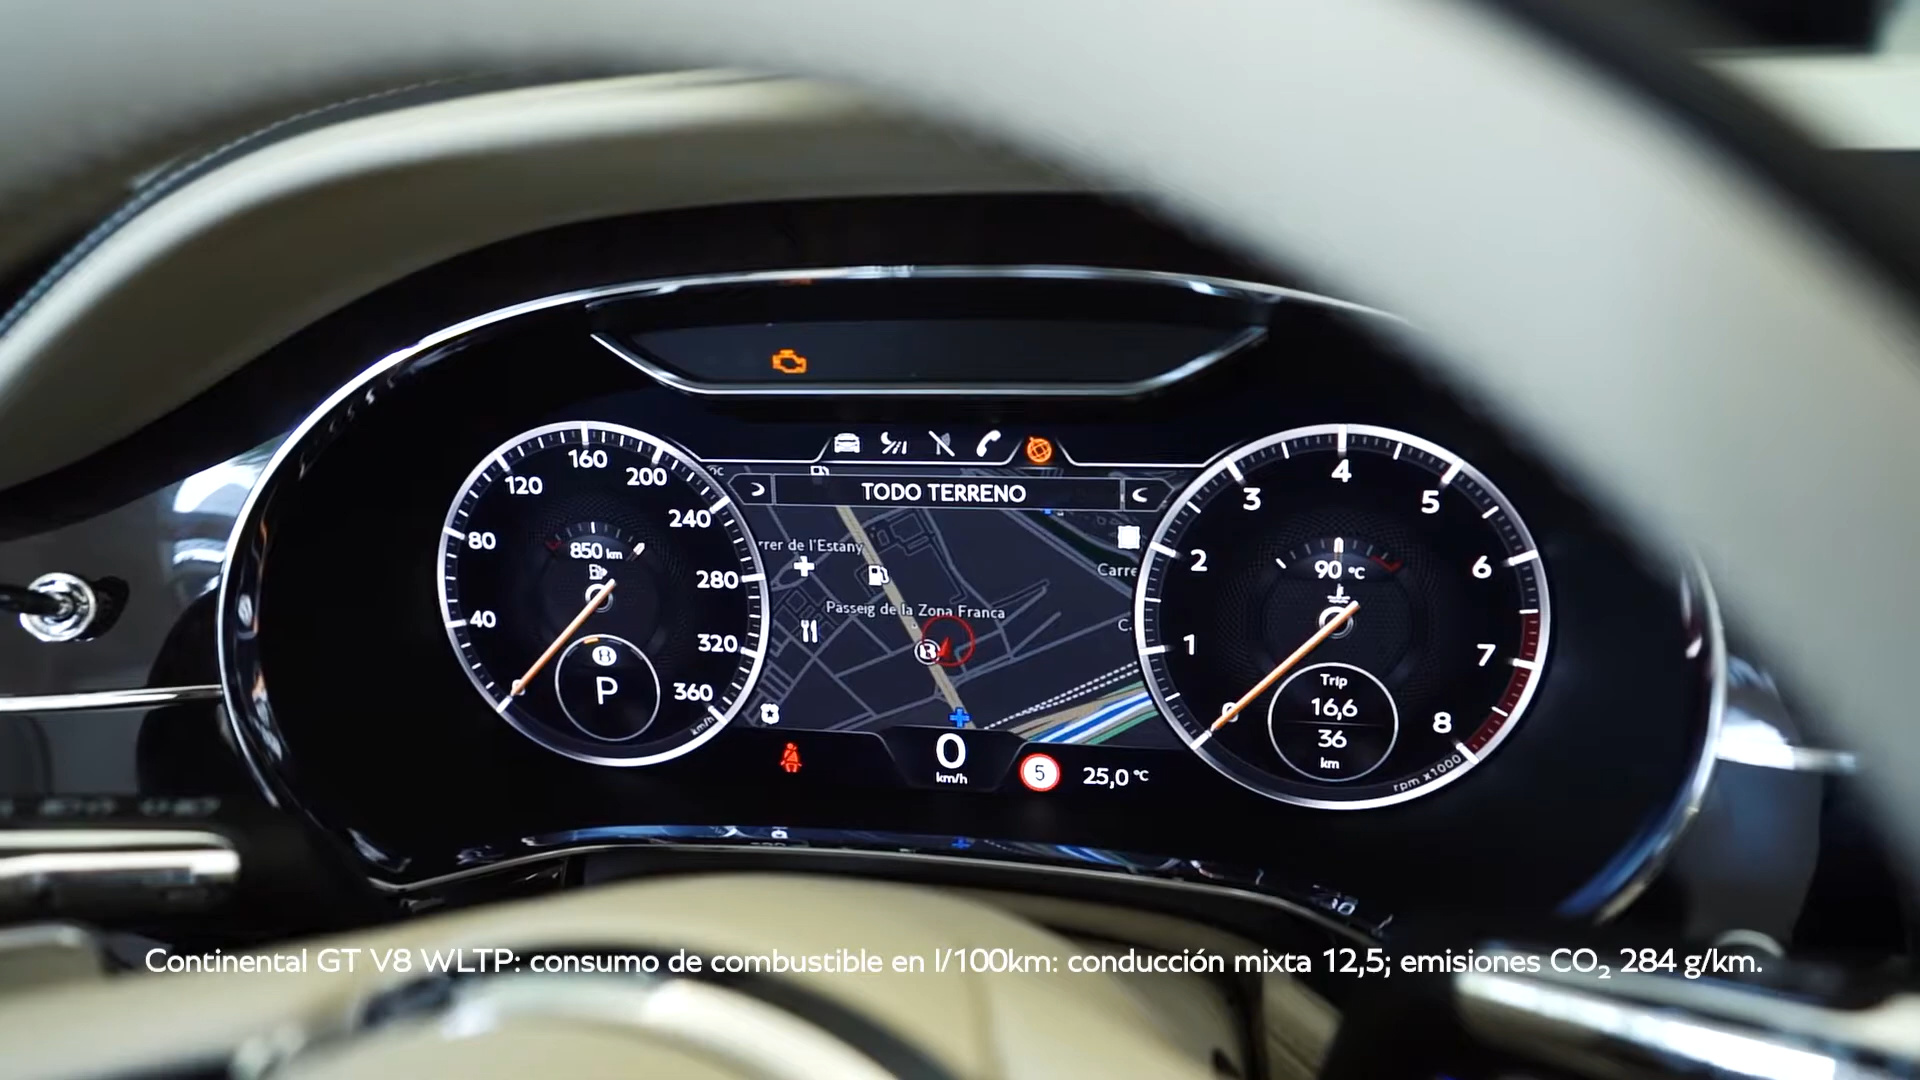 TODO TERRENO
160
120
200
80
240
40
280
320
0
360
km/h
850 km
B
P
rrer de l'Estany
Carre
Passeig de la Zona Franca
C.
B
0
km/h
5
25,0 °C
4
3
5
2
6
1
7
0
8
rpm x1000
90 °C
Trip
16,6
36
km
Continental GT V8 WLTP: consumo de combustible en l/100km: conducción mixta 12,5; emisiones CO₂ 284 g/km.